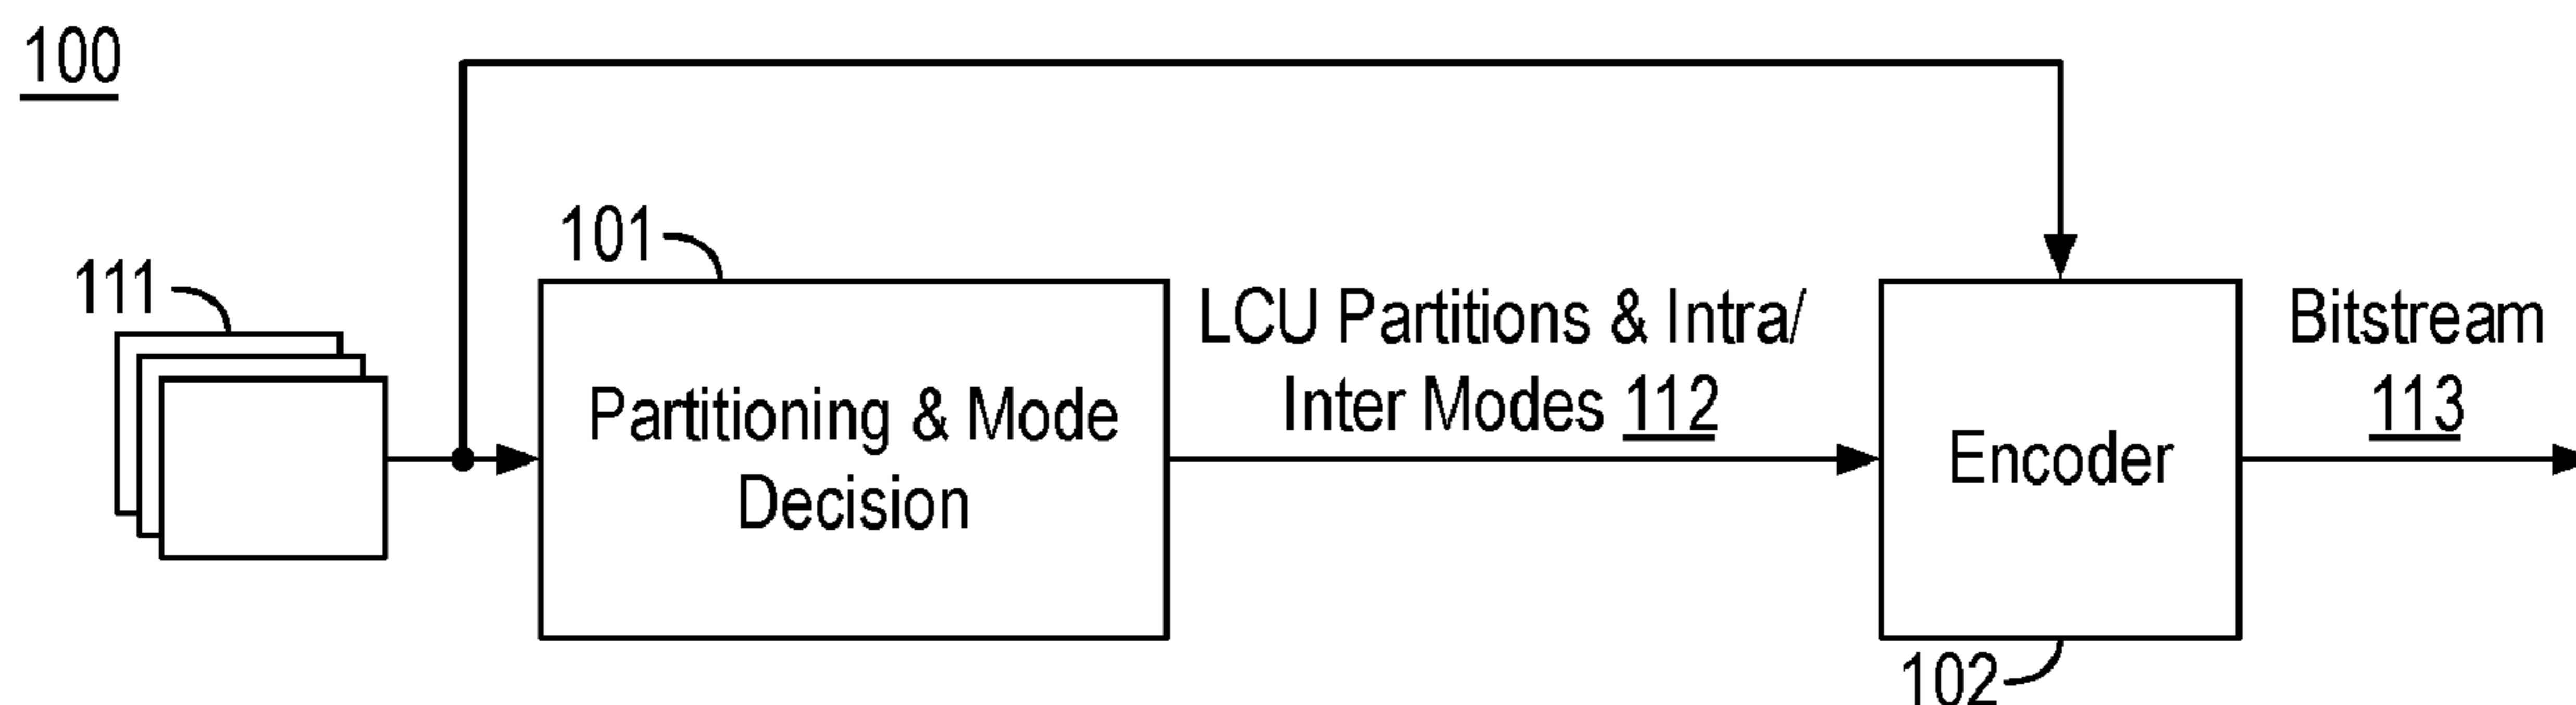 100
101
111
LCU Partitions & Intra/
Inter Modes 112
Bitstream
113
Partitioning & Mode
Decision
Encoder
102